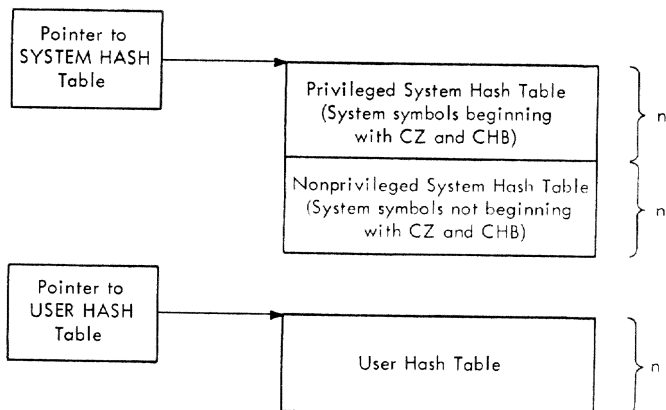 Pointer to
SYSTEM HASH
Table
Privileged System Hash Table
(System symbols beginning
with CZ and CHB)
n
Nonprivileged System Hash Table
(System symbols not beginning
with CZ and CHB)
n
Pointer to
USER HASH
Table
User Hash Table
n